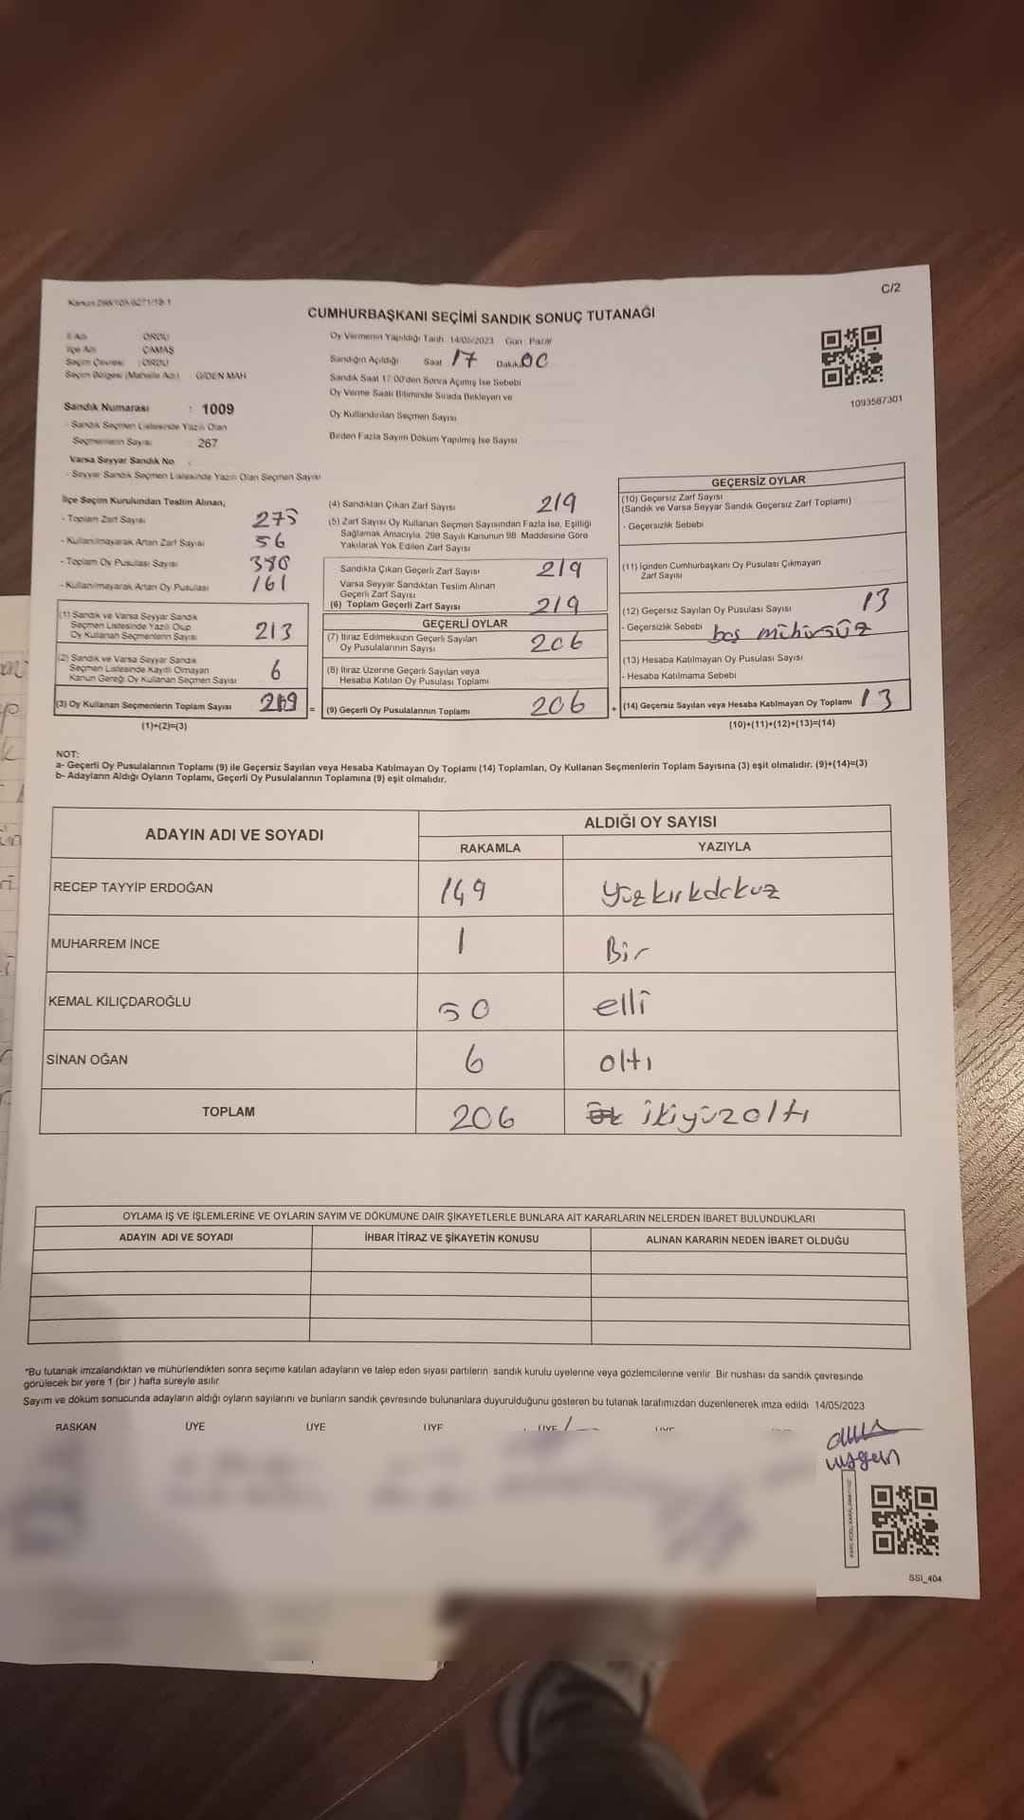 C/2
CUMHURBAŞKANI SEÇİMİ SANDIK SONUÇ TUTANAĞI
İl Adı : ORDU
İlçe Adı : ÇAMAŞ
Seçim Çevresi : ORDU
Seçim Bölgesi (Mahalle Adı) : GİDEN MAH
Sandık Numarası : 1009
- Sandık Seçmen Listesinde Yazılı Olan
Seçmenlerin Sayısı 267
Varsa Seyyar Sandık No
- Seyyar Sandık Seçmen Listesinde Yazılı Olan Seçmen Sayısı
Oy Vermenin Yapıldığı Tarih 14/05/2023 Gün Pazar
Sandığın Açıldığı Saat 17 Dakika 00
Sandık Saat 17:00'den Sonra Açılmış İse Sebebi
Oy Verme Saati Bitiminde Sırada Bekleyen ve
Oy Kullandırılan Seçmen Sayısı
Birden Fazla Sayım Döküm Yapılmış İse Sayısı
1093587301
İlçe Seçim Kurulundan Teslim Alınan,
- Toplam Zarf Sayısı 275
- Kullanılmayarak Artan Zarf Sayısı 56
- Toplam Oy Pusulası Sayısı 380
- Kullanılmayarak Artan Oy Pusulası 161
(1) Sandık ve Varsa Seyyar Sandık
Seçmen Listesinde Yazılı Olup
Oy Kullanan Seçmenlerin Sayısı 213
(2) Sandık ve Varsa Seyyar Sandık
Seçmen Listesinde Kayıtlı Olmayan
Kanun Gereği Oy Kullanan Seçmen Sayısı 6
(3) Oy Kullanan Seçmenlerin Toplam Sayısı 219 =
(1)+(2)=(3)
(4) Sandıktan Çıkan Zarf Sayısı 219
(5) Zarf Sayısı Oy Kullanan Seçmen Sayısından Fazla İse, Eşitliği
Sağlamak Amacıyla, 298 Sayılı Kanunun 98. Maddesine Göre
Yakılarak Yok Edilen Zarf Sayısı
Sandıkta Çıkan Geçerli Zarf Sayısı 219
Varsa Seyyar Sandıktan Teslim Alınan
Geçerli Zarf Sayısı
(6) Toplam Geçerli Zarf Sayısı 219
GEÇERLİ OYLAR
(7) İtiraz Edilmeksizin Geçerli Sayılan
Oy Pusulalarının Sayısı 206
(8) İtiraz Üzerine Geçerli Sayılan veya
Hesaba Katılan Oy Pusulası Toplamı
(9) Geçerli Oy Pusulalarının Toplamı 206 +
GEÇERSİZ OYLAR
(10) Geçersiz Zarf Sayısı
(Sandık ve Varsa Seyyar Sandık Geçersiz Zarf Toplamı)
- Geçersizlik Sebebi
(11) İçinden Cumhurbaşkanı Oy Pusulası Çıkmayan
Zarf Sayısı
(12) Geçersiz Sayılan Oy Pusulası Sayısı 13
- Geçersizlik Sebebi boş mühürsüz
(13) Hesaba Katılmayan Oy Pusulası Sayısı
- Hesaba Katılmama Sebebi
(14) Geçersiz Sayılan veya Hesaba Katılmayan Oy Toplamı 13
(10)+(11)+(12)+(13)=(14)
NOT:
a- Geçerli Oy Pusulalarının Toplamı (9) ile Geçersiz Sayılan veya Hesaba Katılmayan Oy Toplamı (14) Toplamları, Oy Kullanan Seçmenlerin Toplam Sayısına (3) eşit olmalıdır. (9)+(14)=(3)
b- Adayların Aldığı Oyların Toplamı, Geçerli Oy Pusulalarının Toplamına (9) eşit olmalıdır.
ADAYIN ADI VE SOYADI ALDIĞI OY SAYISI
RAKAMLA YAZIYLA
RECEP TAYYİP ERDOĞAN 149 Yüzkırkdokuz
MUHARREM İNCE 1 Bir
KEMAL KILIÇDAROĞLU 50 elli
SİNAN OĞAN 6 altı
TOPLAM 206 ikiyüzaltı
OYLAMA İŞ VE İŞLEMLERİNE VE OYLARIN SAYIM VE DÖKÜMÜNE DAİR ŞİKAYETLERLE BUNLARA AİT KARARLARIN NELERDEN İBARET BULUNDUKLARI
ADAYIN ADI VE SOYADI İHBAR İTİRAZ VE ŞİKAYETİN KONUSU ALINAN KARARIN NEDEN İBARET OLDUĞU
*Bu tutanak imzalandıktan ve mühürlendikten sonra seçime katılan adayların ve talep eden siyasi partilerin sandık kurulu üyelerine veya gözlemcilerine verilir. Bir nüshası da sandık çevresinde
görülecek bir yere 1 (bir ) hafta süreyle asılır.
Sayım ve döküm sonucunda adayların aldığı oyların sayılarını ve bunların sandık çevresinde bulunanlara duyurulduğunu gösteren bu tutanak tarafımızdan düzenlenerek imza edildi. 14/05/2023
BAŞKAN ÜYE ÜYE ÜYE ÜYE
SSI_404